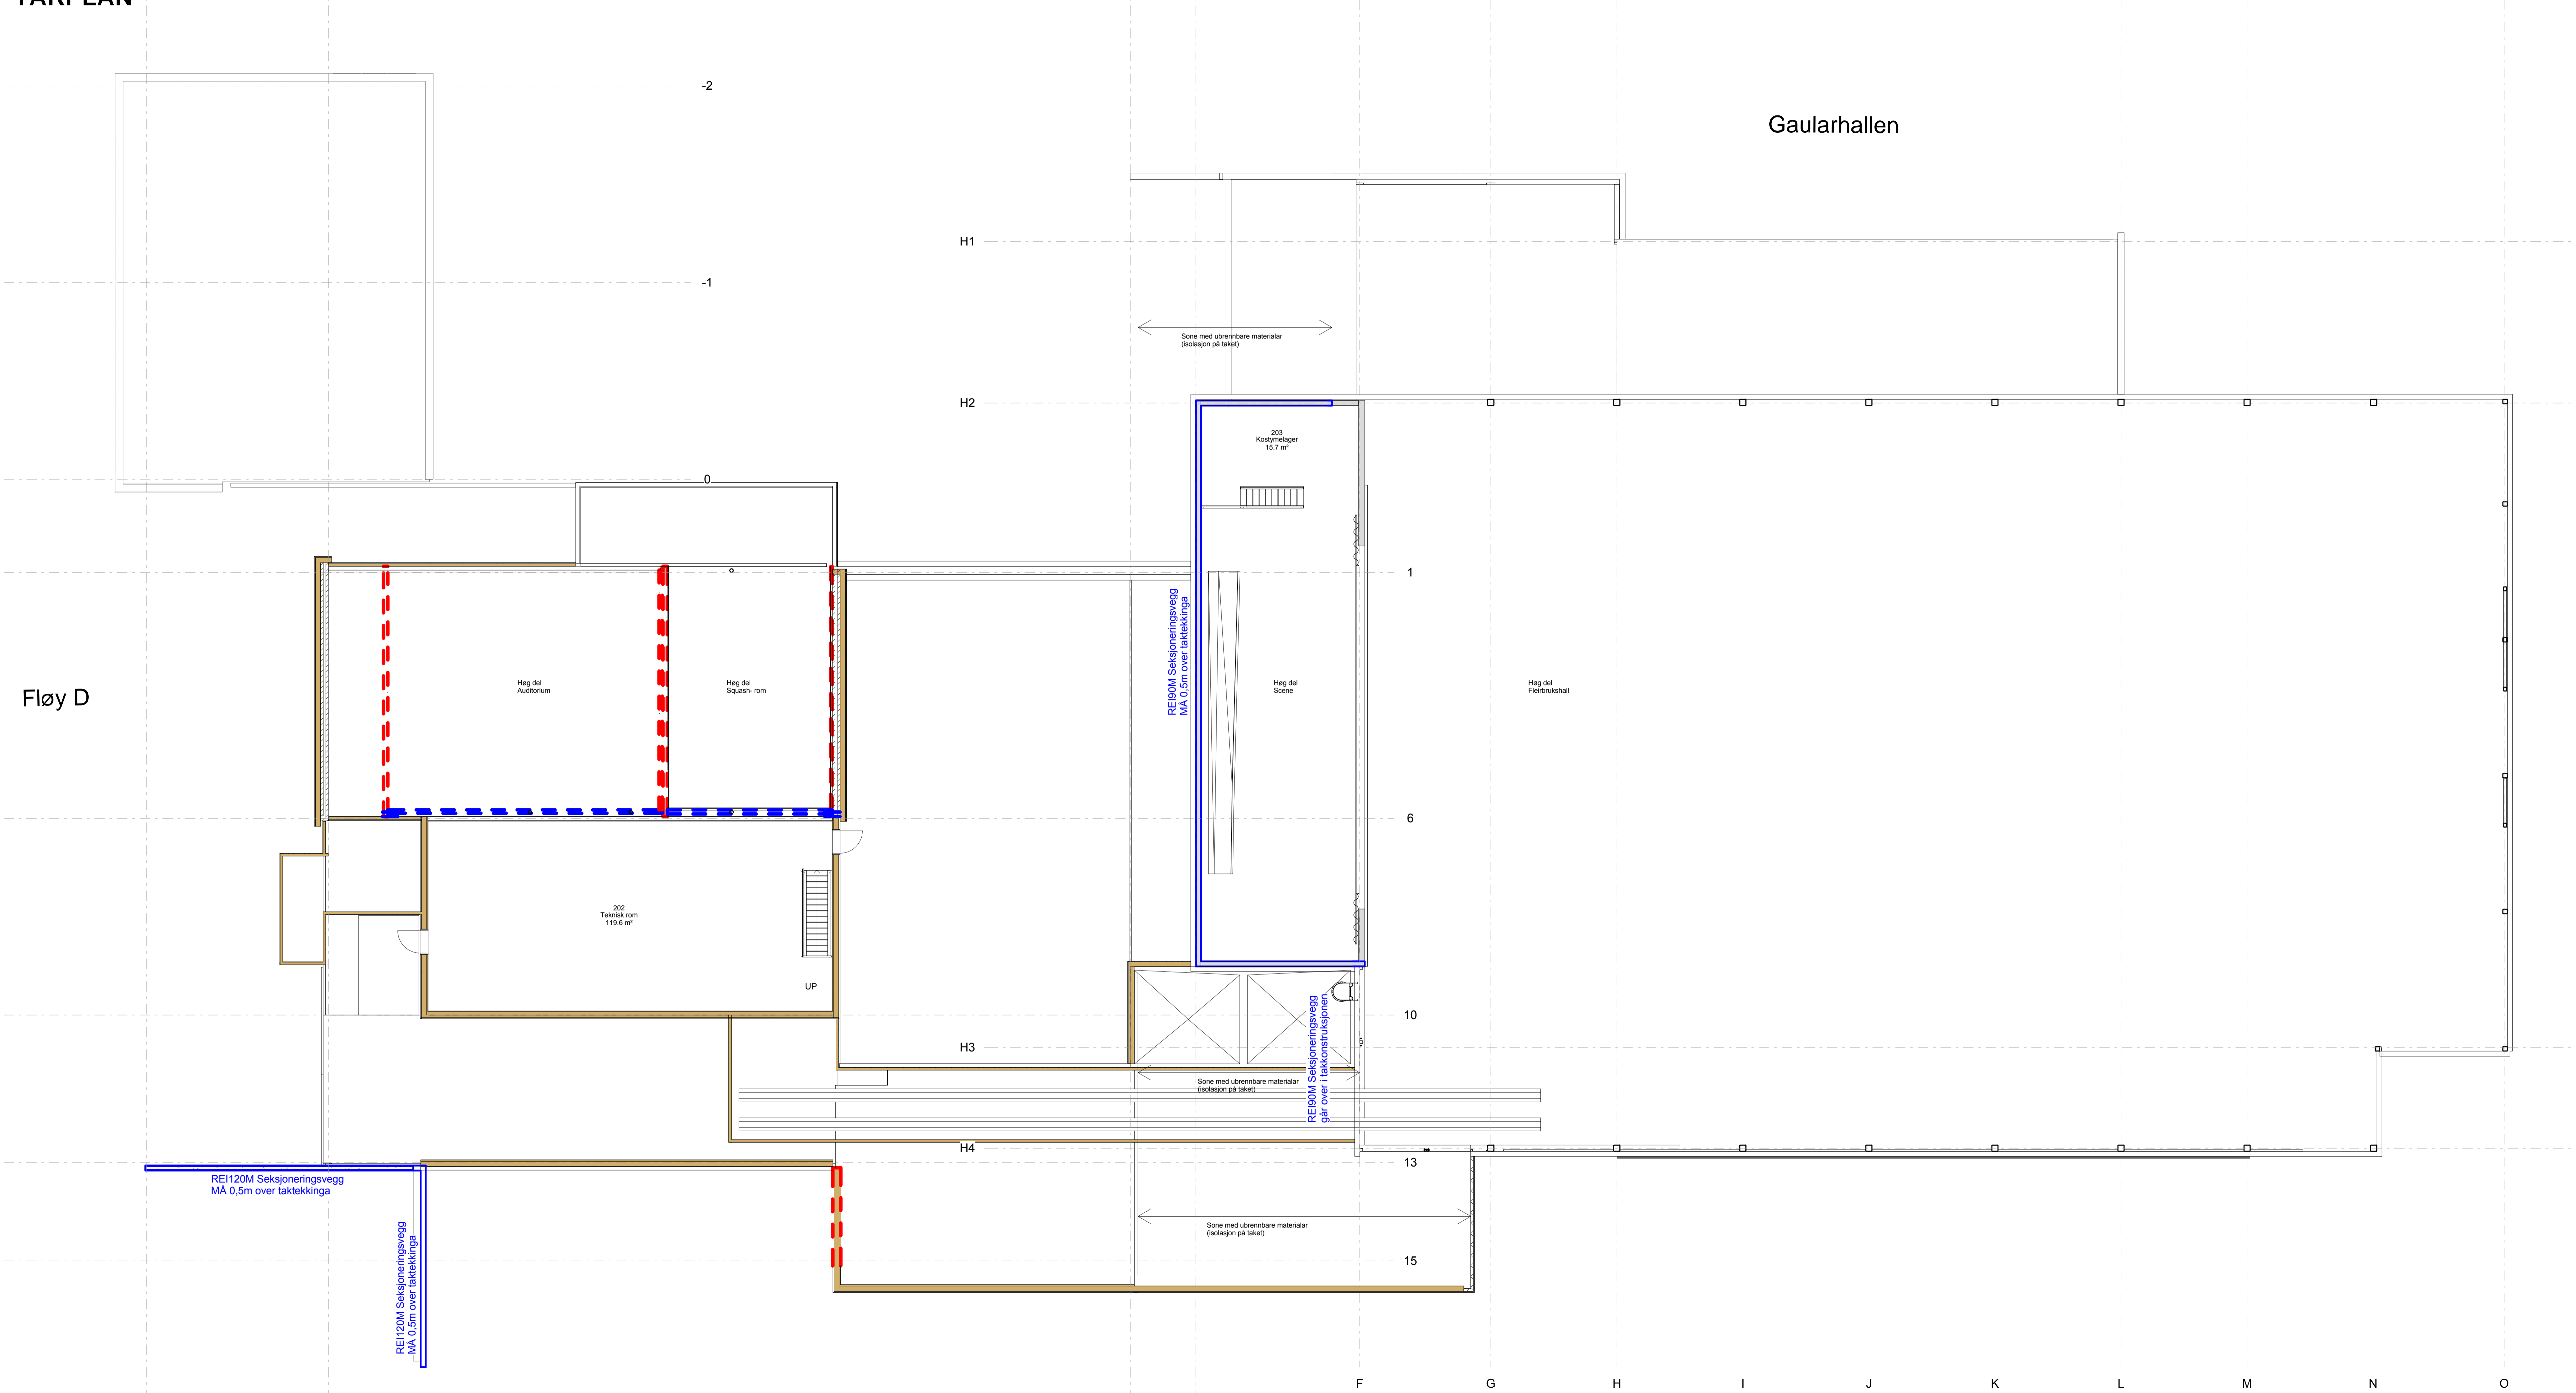 TAKPLAN
-2
Gaularhallen
H1
-1
Sone med ubrennbare materialar
(isolasjon på taket)
H2
203
Kostymelager
15.7 m²
0
1
REI90M Seksjoneringsvegg
MÅ 0,5m over taktekkinga
Fløy D
Høg del
Auditorium
Høg del
Squash- rom
Høg del
Scene
Høg del
Fleirbrukshall
6
202
Teknisk rom
119.6 m²
UP
10
H3
REI90M Seksjoneringsvegg
går over i takkonstruksjonen
Sone med ubrennbare materialar
(isolasjon på taket)
H4
13
REI120M Seksjoneringsvegg
MÅ 0,5m over taktekkinga
REI120M Seksjoneringsvegg
MÅ 0,5m over taktekkinga
Sone med ubrennbare materialar
(isolasjon på taket)
15
F
G
H
I
J
K
L
M
N
O